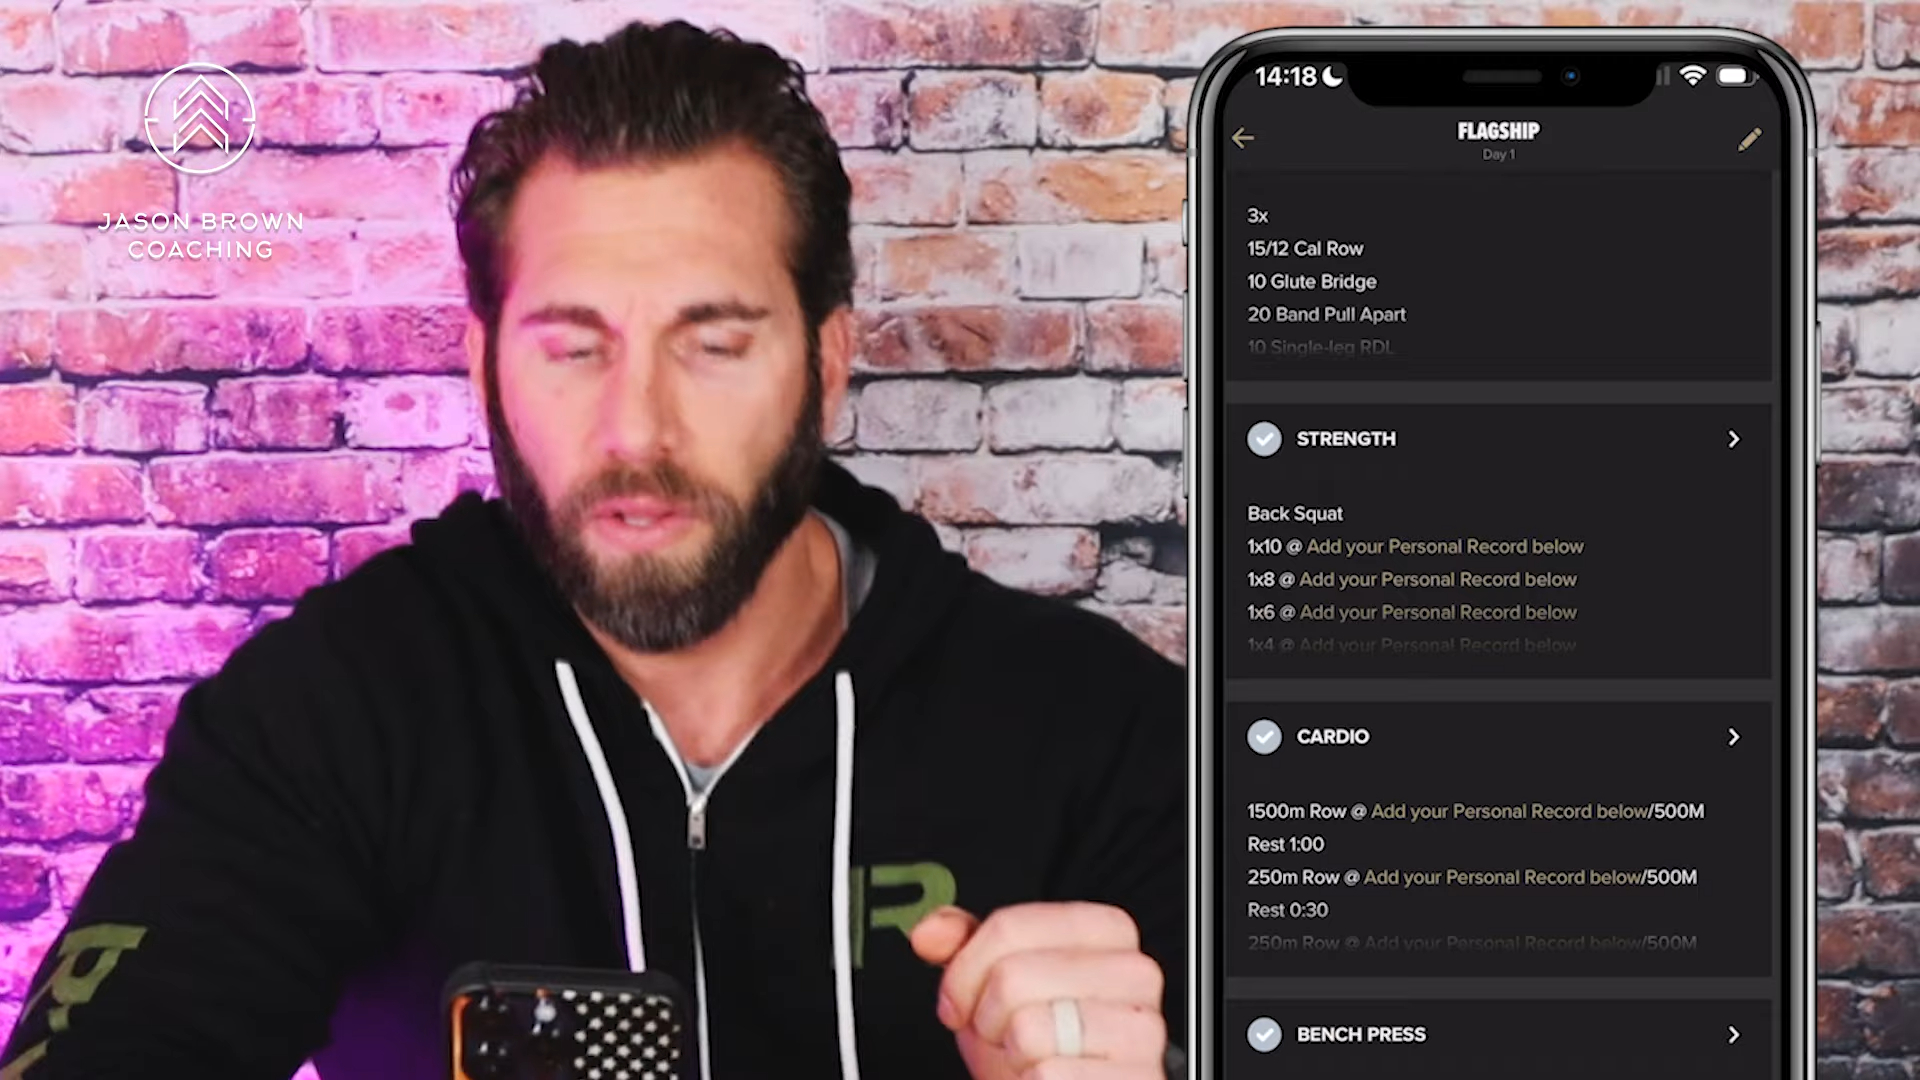 JASON BROWN
COACHING
14:18
FLAGSHIP
Day 1
3x
15/12 Cal Row
10 Glute Bridge
20 Band Pull Apart
10 Single-leg RDL
STRENGTH
Back Squat
1x10 @ Add your Personal Record below
1x8 @ Add your Personal Record below
1x6 @ Add your Personal Record below
1x4 @ Add your Personal Record below
CARDIO
1500m Row @ Add your Personal Record below/500M
Rest 1:00
250m Row @ Add your Personal Record below/500M
Rest 0:30
250m Row @ Add your Personal Record below/500M
BENCH PRESS
R